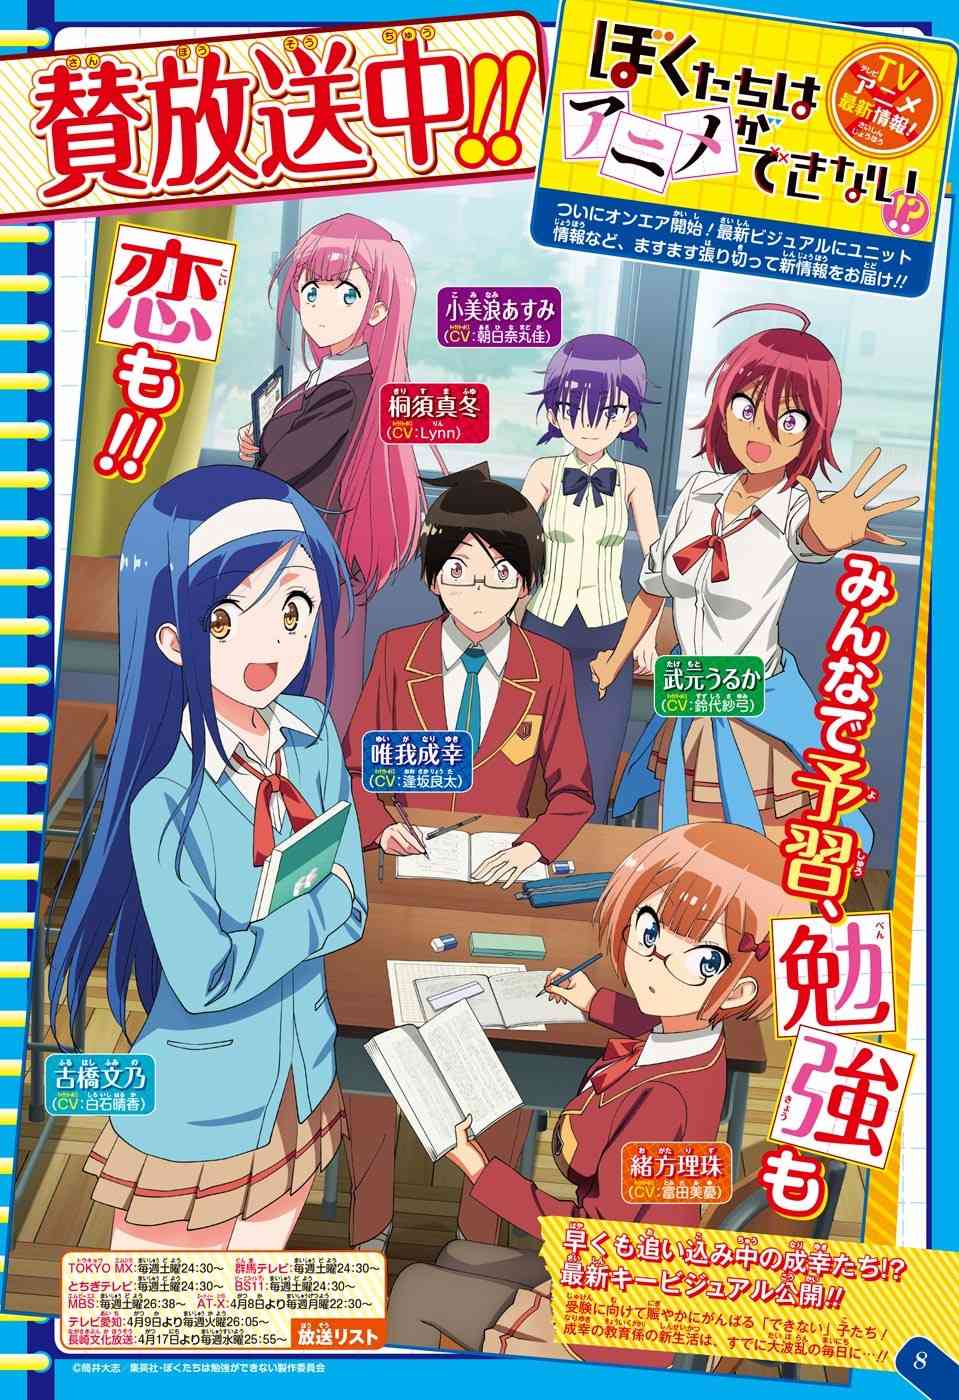 賛放送中!!
ぼくたちは
アニメが
できない!?
TV
アニメ
最新情報!
ついにオンエア開始!最新ビジュアルにユニット
情報など、ますます張り切って新情報をお届け!!
恋も!!
小美浪あすみ
(CV:朝日奈丸佳)
桐須真冬
(CV:Lynn)
武元うるか
(CV:鈴代紗弓)
唯我成幸
(CV:逢坂良太)
みんなで予習、勉強も
古橋文乃
(CV:白石晴香)
緒方理珠
(CV:富田美憂)
早くも追い込み中の成幸たち!?
最新キービジュアル公開!!
受験に向けて賑やかにがんばる「できない」子たち!
成幸の教育係の新生活は、すでに大波乱の毎日に…!!
TOKYO MX:毎週土曜24:30〜
群馬テレビ:毎週土曜24:30〜
とちぎテレビ:毎週土曜24:30〜
BS11:毎週土曜24:30〜
MBS:毎週土曜26:38〜
AT-X:4月8日より毎週月曜22:30〜
テレビ愛知:4月9日より毎週火曜26:05〜
長崎文化放送:4月17日より毎週水曜25:55〜
放送リスト
©筒井大志/集英社・ぼくたちは勉強ができない製作委員会
8